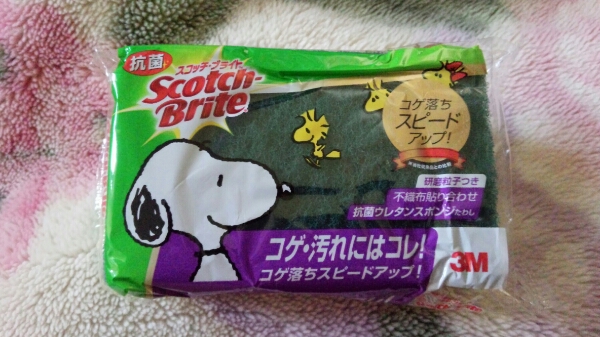 抗菌
スコッチ・ブライト
Scotch-
Brite
コゲ落ち
スピード
アップ!
研磨粒子つき
不織布貼り合わせ
抗菌ウレタンスポンジたわし
コゲ・汚れにはコレ!
コゲ落ちスピードアップ!
3M